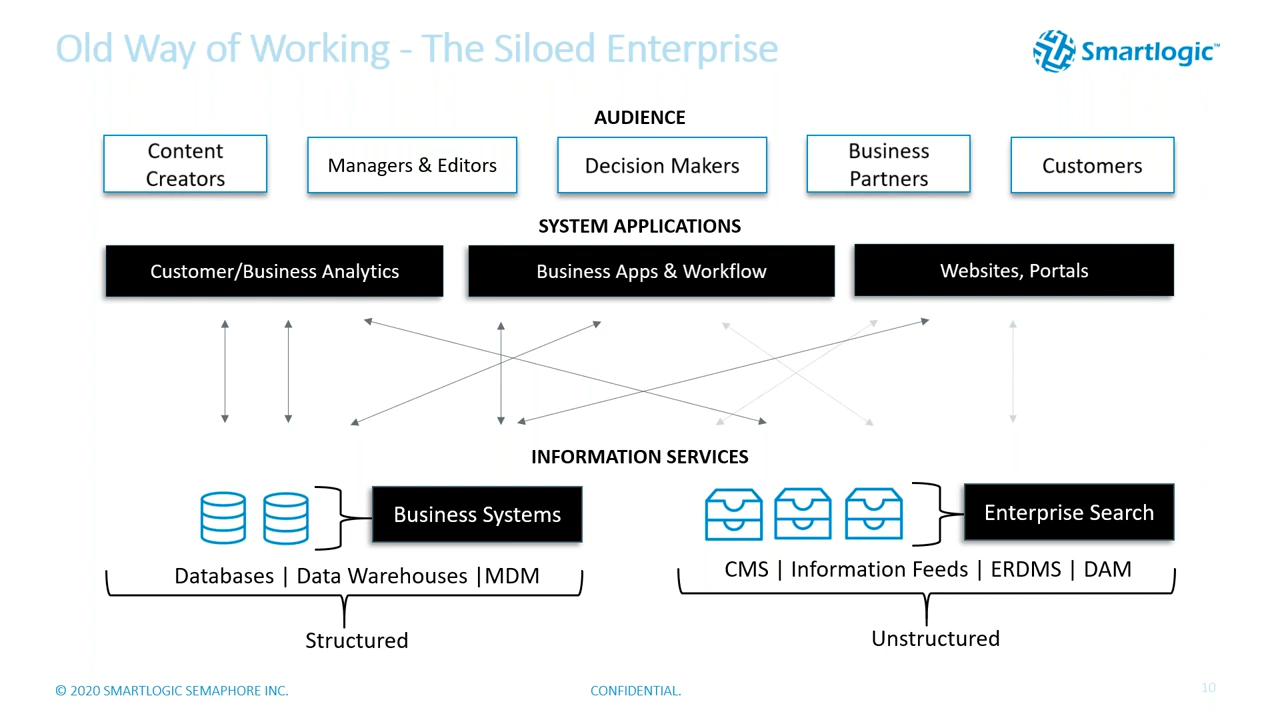 Old Way of Working - The Siloed Enterprise
Smartlogic™
AUDIENCE
Content
Creators
Managers & Editors
Decision Makers
Business
Partners
Customers
SYSTEM APPLICATIONS
Customer/Business Analytics
Business Apps & Workflow
Websites, Portals
INFORMATION SERVICES
Business Systems
Enterprise Search
Databases | Data Warehouses |MDM
CMS | Information Feeds | ERDMS | DAM
Structured
Unstructured
© 2020 SMARTLOGIC SEMAPHORE INC.
CONFIDENTIAL.
10